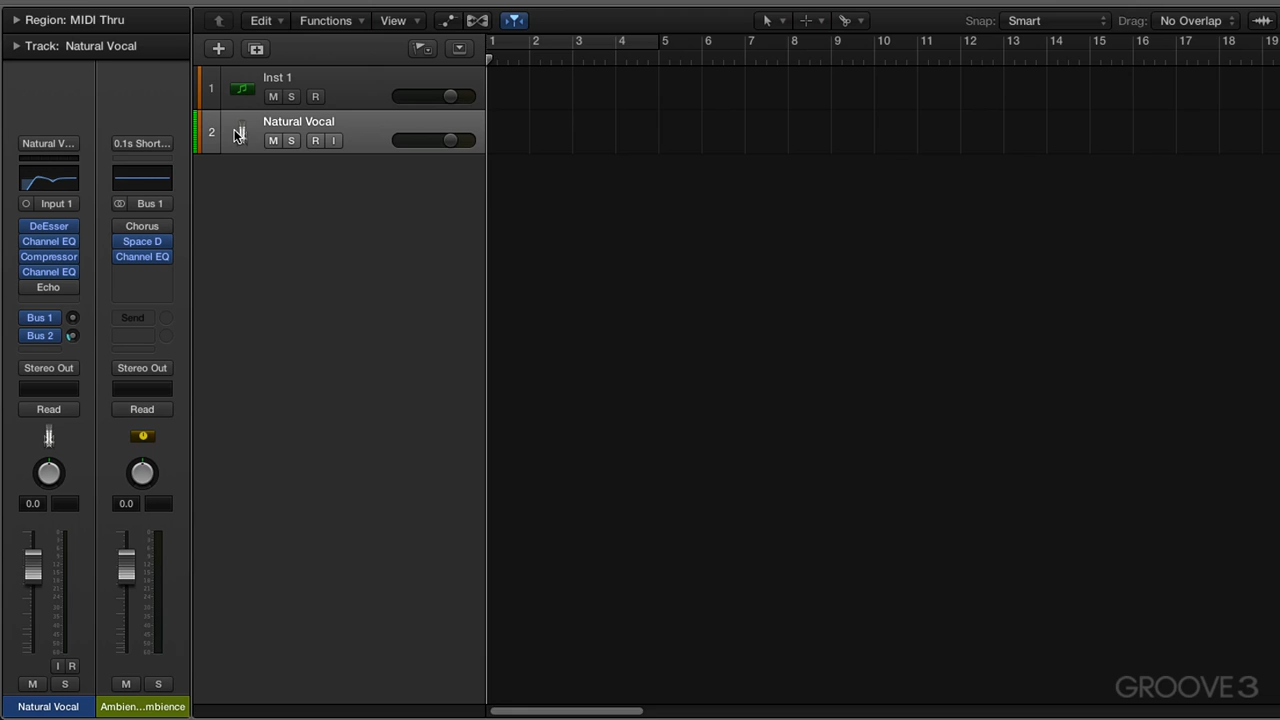 Region: MIDI Thru
Edit Functions View Snap: Smart Drag: No Overlap
Track: Natural Vocal
1 2 3 4 5 6 7 8 9 10 11 12 13 14 15 16 17 18 19
1 Inst 1
M S R
2 Natural Vocal
M S R I
Natural V... 0.1s Short...
Input 1 Bus 1
DeEsser Chorus
Channel EQ Space D
Compressor Channel EQ
Channel EQ
Echo
Bus 1 Send
Bus 2
Stereo Out Stereo Out
Read Read
0.0 0.0
I R
M S M S
Natural Vocal Ambien...mbience
GROOVE 3